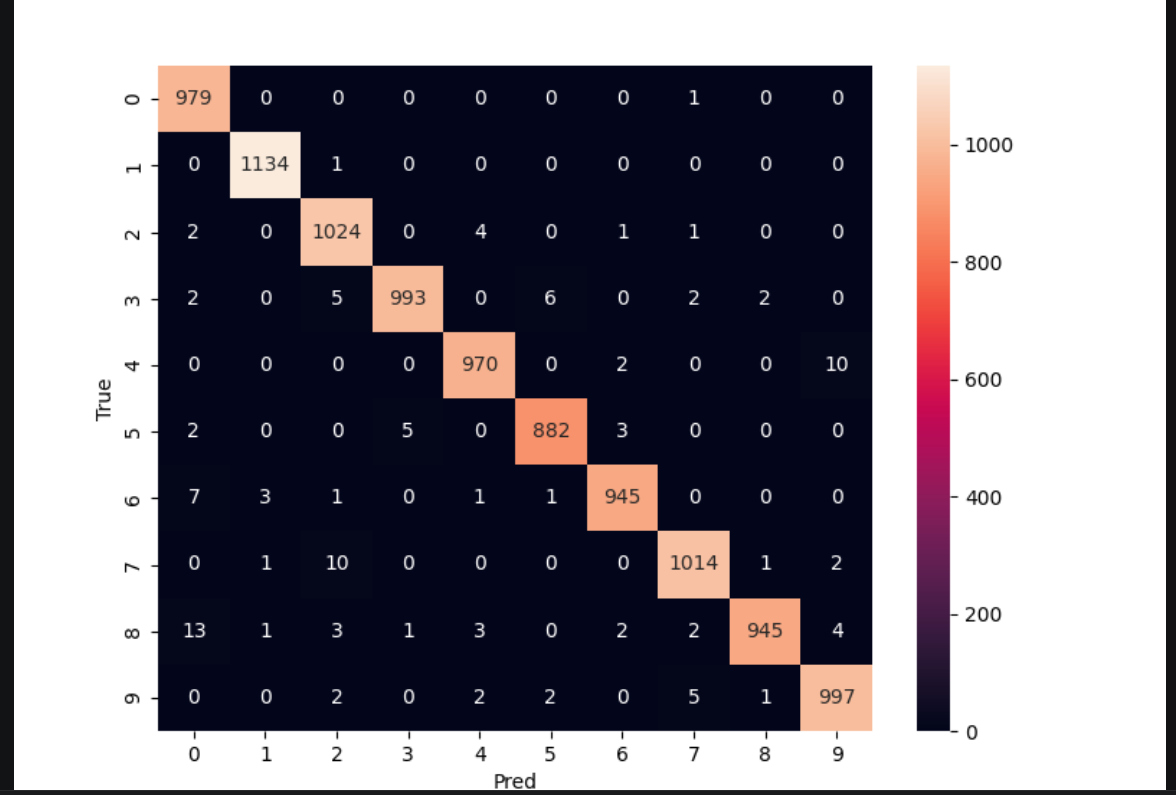 0 979 0 0 0 0 0 0 1 0 0
1 0 1134 1 0 0 0 0 0 0 0
2 2 0 1024 0 4 0 1 1 0 0
3 2 0 5 993 0 6 0 2 2 0
4 0 0 0 0 970 0 2 0 0 10
5 2 0 0 5 0 882 3 0 0 0
6 7 3 1 0 1 1 945 0 0 0
7 0 1 10 0 0 0 0 1014 1 2
8 13 1 3 1 3 0 2 2 945 4
9 0 0 2 0 2 2 0 5 1 997
0 1 2 3 4 5 6 7 8 9
Pred
True
1000
800
600
400
200
0